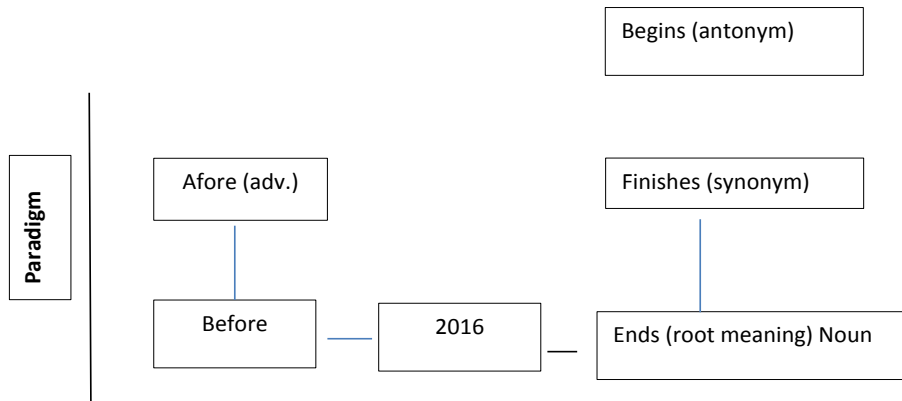 Begins (antonym)
Paradigm
Afore (adv.)
Finishes (synonym)
Before
2016
Ends (root meaning) Noun